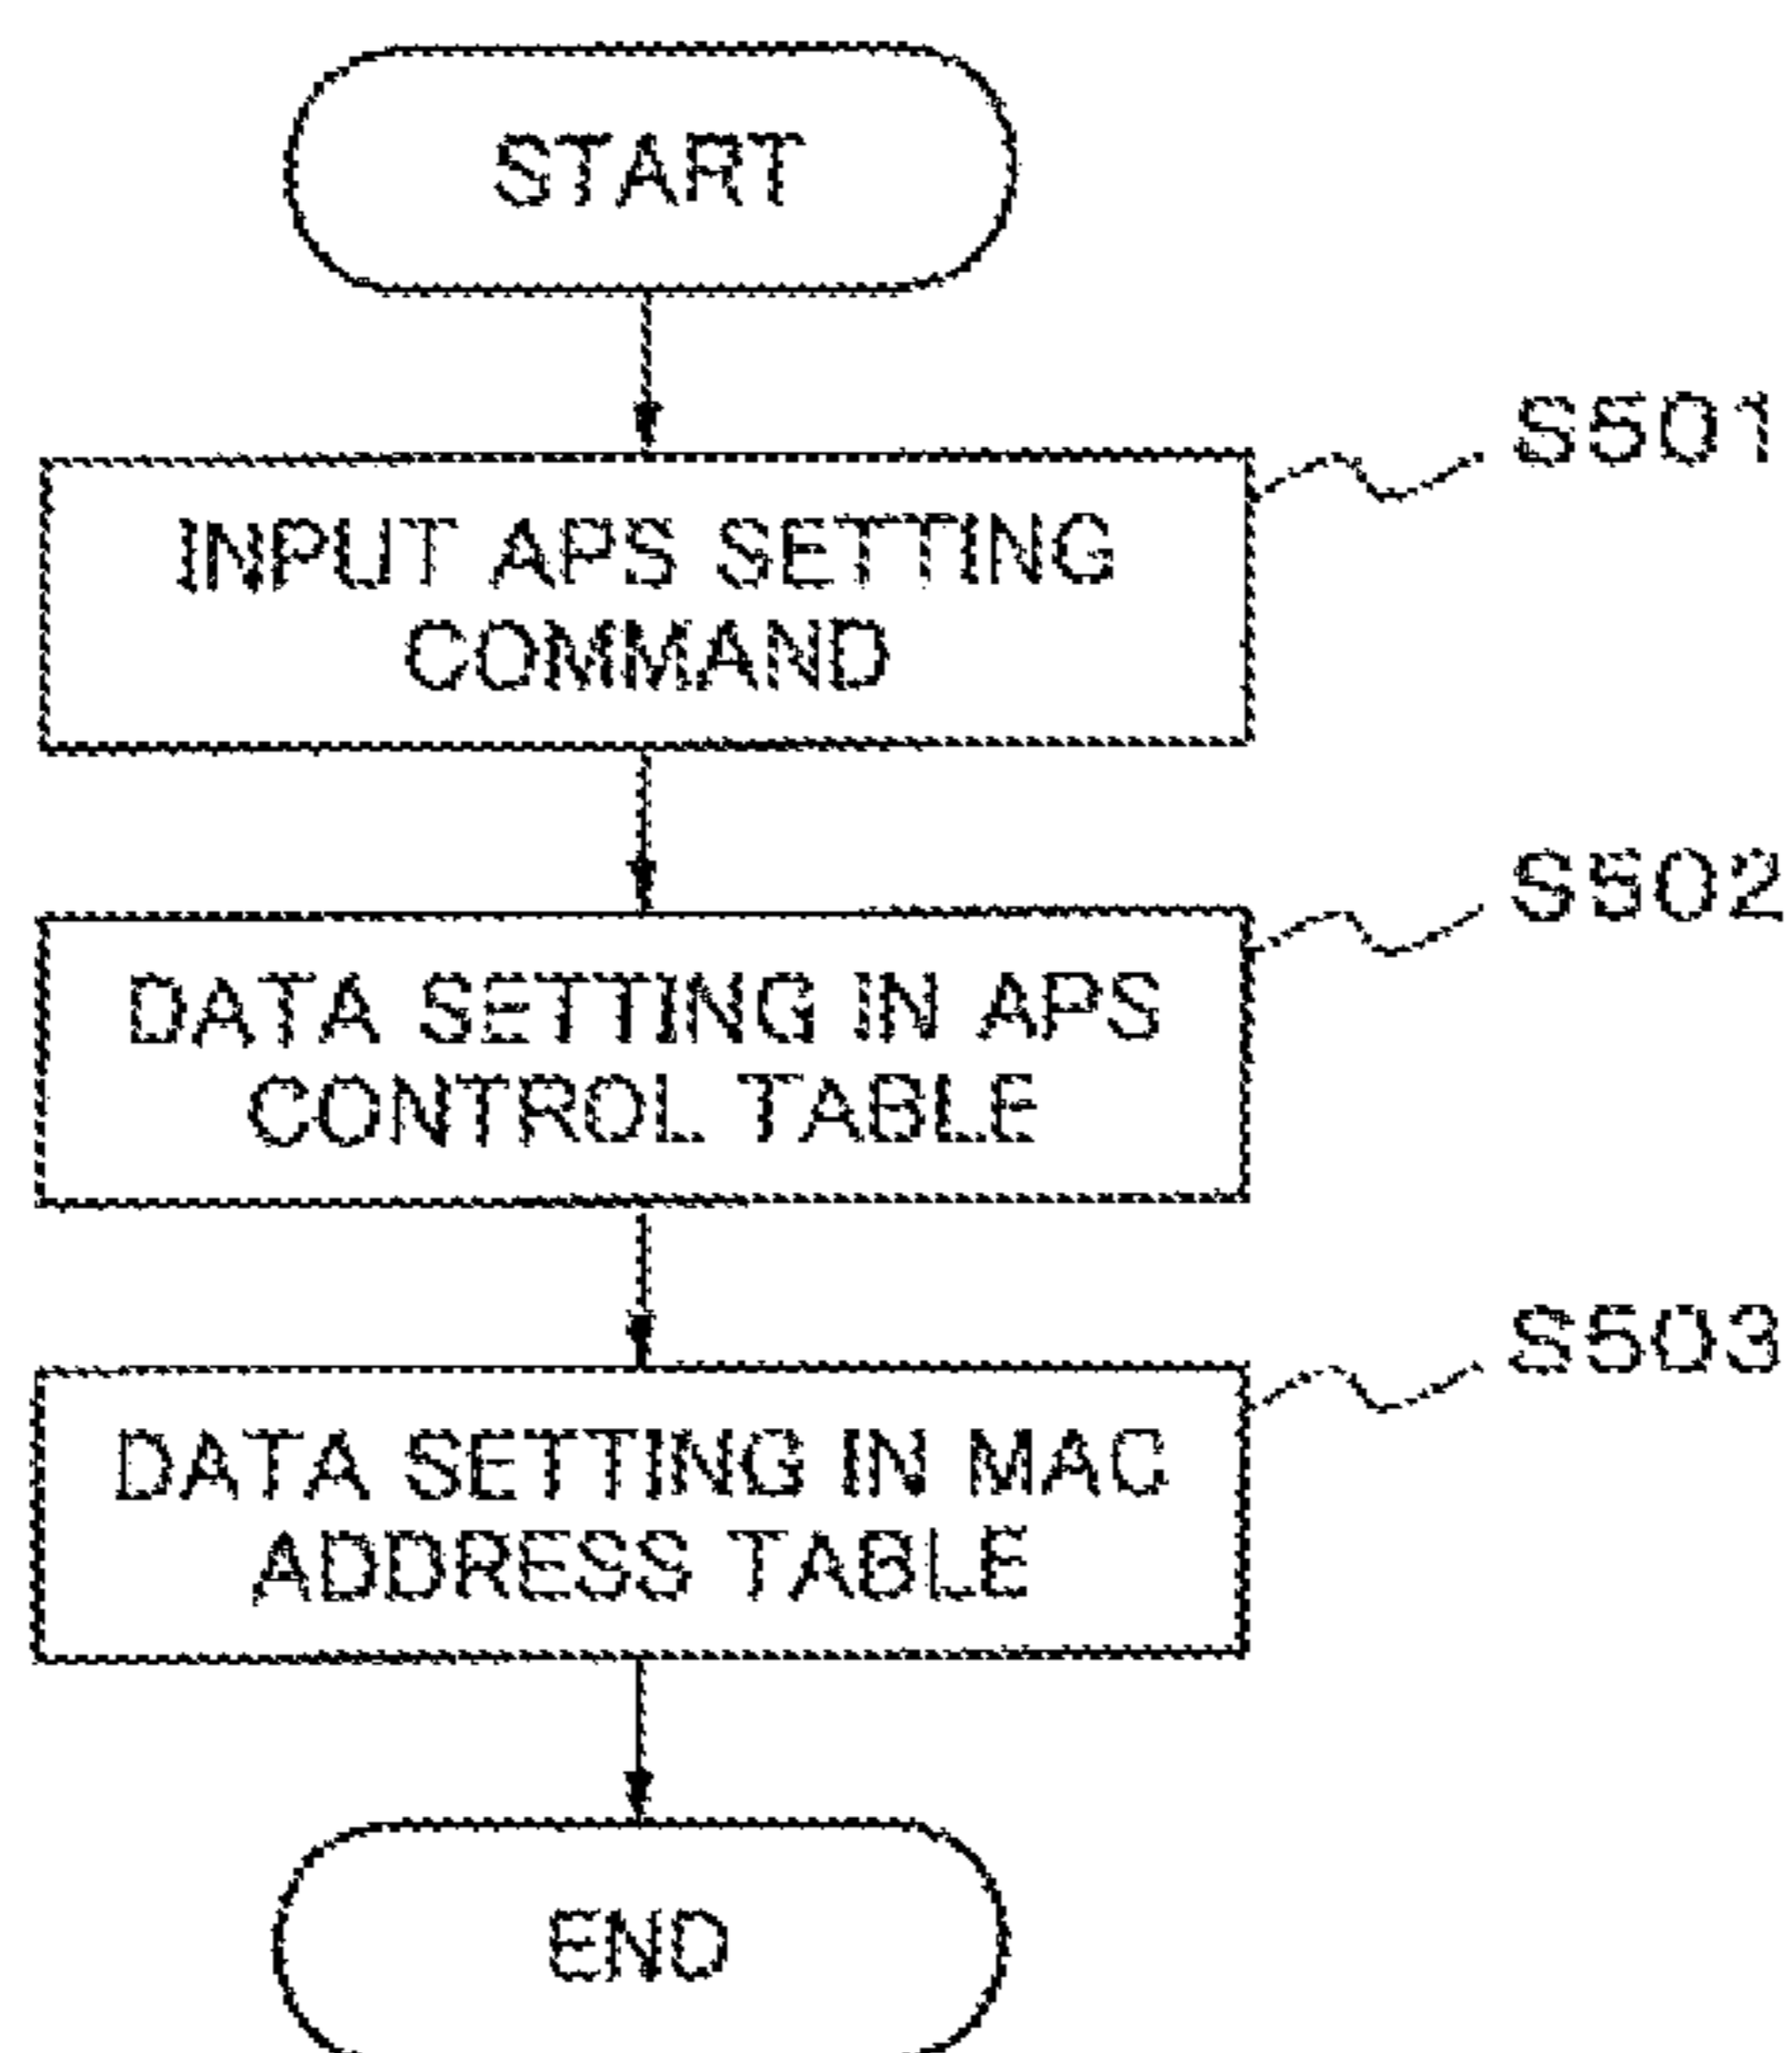 START
S501
INPUT APS SETTING
COMMAND
S502
DATA SETTING IN APS
CONTROL TABLE
S503
DATA SETTING IN MAC
ADDRESS TABLE
END